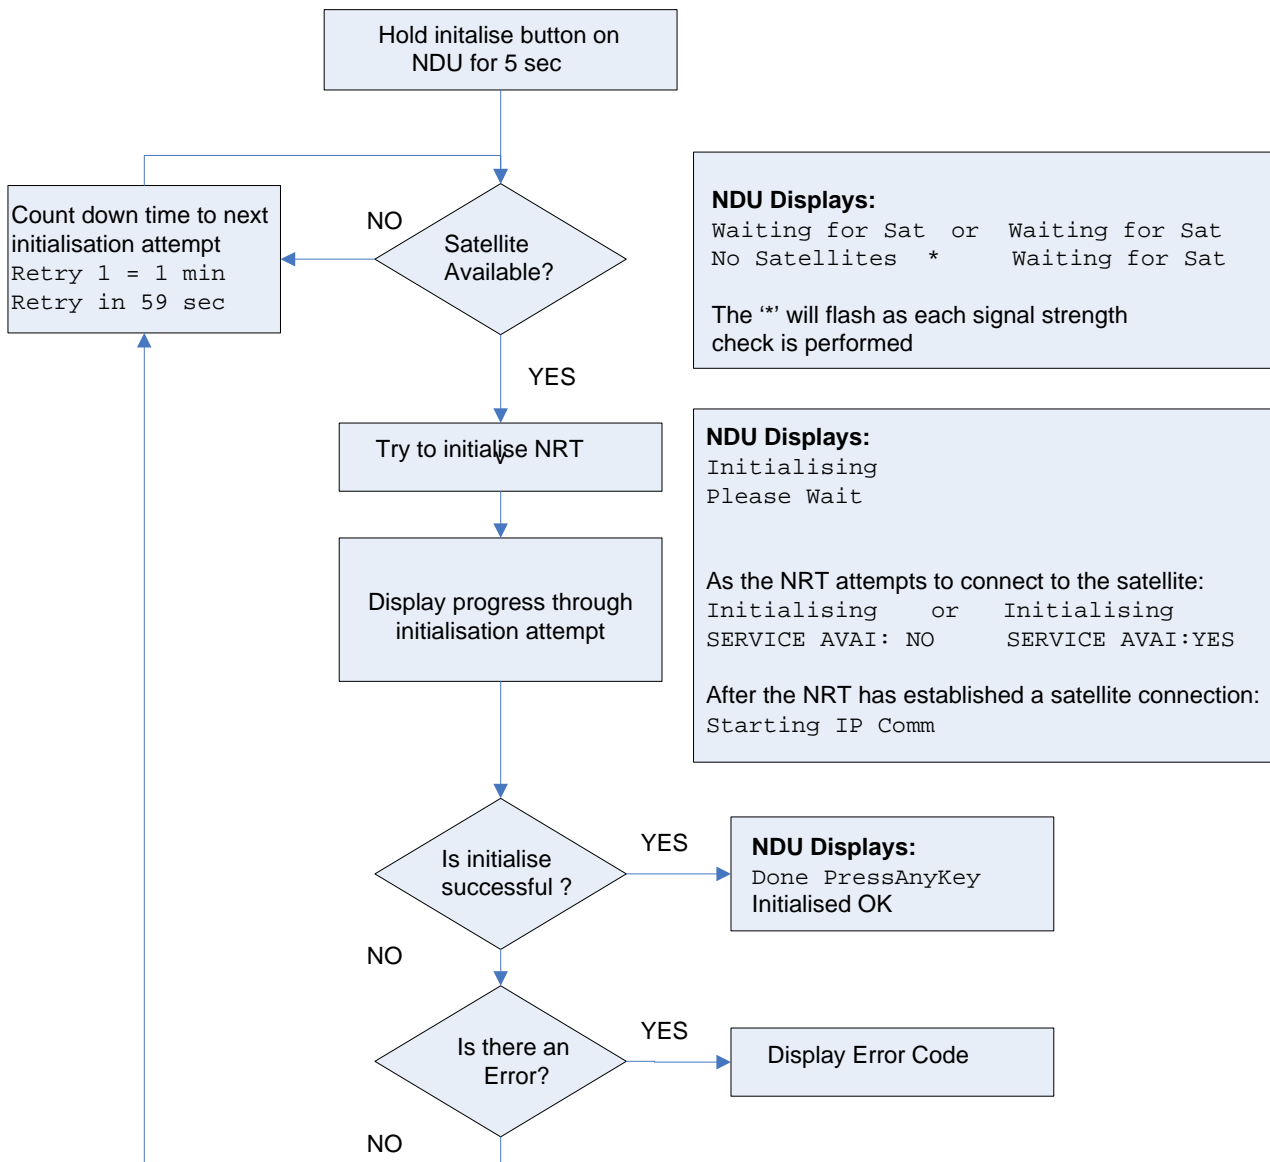 Hold initalise button on
NDU for 5 sec
Count down time to next
initialisation attempt
Retry 1 = 1 min
Retry in 59 sec
NO
Satellite
Available?
YES
NDU Displays:
Waiting for Sat or Waiting for Sat
No Satellites * Waiting for Sat
The ‘*’ will flash as each signal strength
check is performed
Try to initialise NRT
v
Display progress through
initialisation attempt
NDU Displays:
Initialising
Please Wait
As the NRT attempts to connect to the satellite:
Initialising or Initialising
SERVICE AVAI: NO SERVICE AVAI:YES
After the NRT has established a satellite connection:
Starting IP Comm
Is initialise
successful ?
YES
NDU Displays:
Done PressAnyKey
Initialised OK
NO
Is there an
Error?
YES
Display Error Code
NO